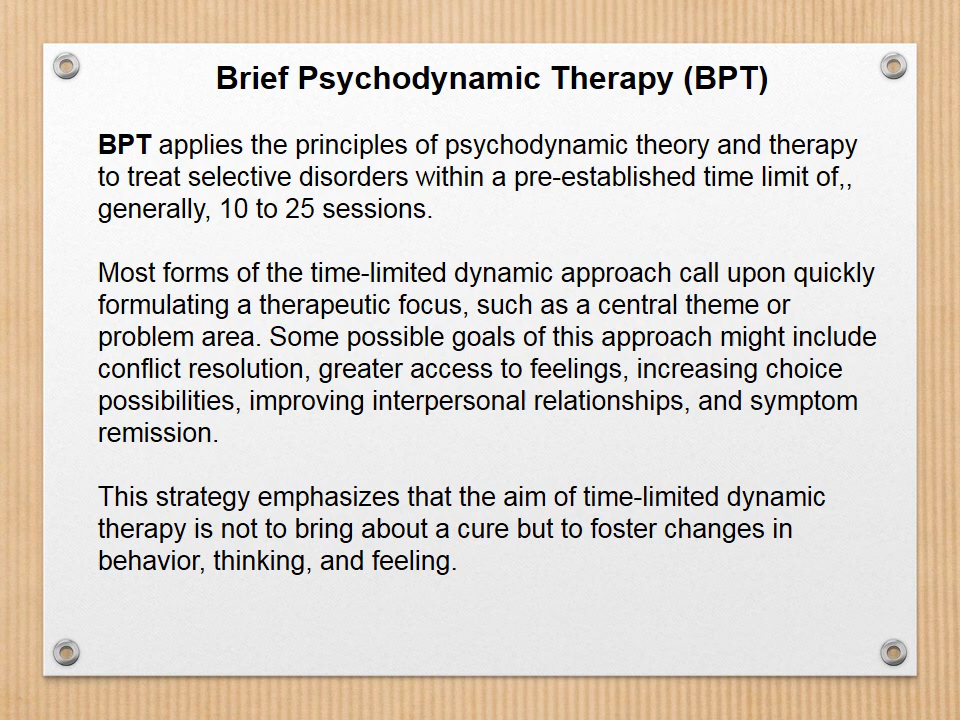 Brief Psychodynamic Therapy (BPT)
BPT applies the principles of psychodynamic theory and therapy
to treat selective disorders within a pre-established time limit of,,
generally, 10 to 25 sessions.
Most forms of the time-limited dynamic approach call upon quickly
formulating a therapeutic focus, such as a central theme or
problem area. Some possible goals of this approach might include
conflict resolution, greater access to feelings, increasing choice
possibilities, improving interpersonal relationships, and symptom
remission.
This strategy emphasizes that the aim of time-limited dynamic
therapy is not to bring about a cure but to foster changes in
behavior, thinking, and feeling.